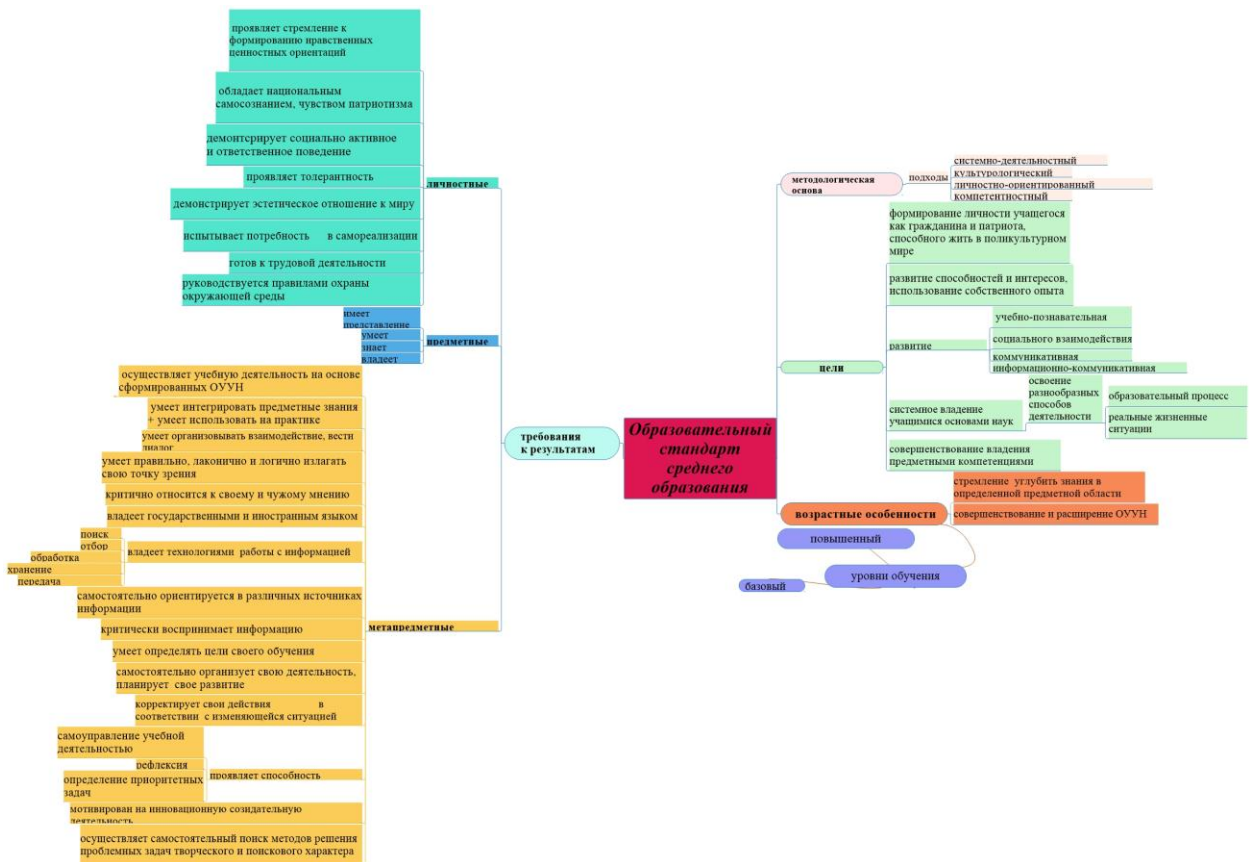 проявляет стремление к
формированию нравственных
ценностных ориентаций
обладает национальным
самосознанием, чувством патриотизма
демонтсрирует социально активное
и ответственное поведение
проявляет толерантность
демонстрирует эстетическое отношение к миру
испытывает потребность в самореализации
готов к трудовой деятельности
руководствуется правилами охраны
окружающей среды
личностные
имеет
представление
умеет
знает
владеет
предметные
осуществляет учебную деятельность на основе
сформированных ОУУН
умеет интегрировать предметные знания
+ умеет использовать на практике
умеет организовывать взаимодействие, вести
диалог
умеет правильно, лаконично и логично излагать
свою точку зрения
критично относится к своему и чужому мнению
владеет государственными и иностранным языком
поиск
отбор
обработка
хранение
передача
владеет технологиями работы с информацией
самостоятельно ориентируется в различных источниках
информации
критически воспринимает информацию
умеет определять цели своего обучения
самостоятельно организует свою деятельность,
планирует свое развитие
корректирует свои действия в
соответствии с изменяющейся ситуацией
самоуправление учебной
деятельностью
рефлексия
определение приоритетных
задач
проявляет способность
мотивирован на инновационную созидательную
деятельность
осуществляет самостоятельный поиск методов решения
проблемных задач творческого и поискового характера
метапредметные
требования
к результатам
Образовательный
стандарт
среднего
образования
методологическая
основа
подходы
системно-деятельностный
культурологический
личностно-ориентированный
компетентностный
цели
формирование личности учащегося
как гражданина и патриота,
способного жить в поликультурном
мире
развитие способностей и интересов,
использование собственного опыта
развитие
учебно-познавательная
социального взаимодействия
коммуникативная
информационно-коммуникативная
системное владение
учащимися основами наук
освоение
разнообразных
способов
деятельности
образовательный процесс
реальные жизненные
ситуации
совершенствование владения
предметными компетенциями
возрастные особенности
стремление углубить знания в
определенной предметной области
совершенствование и расширение ОУУН
повышенный
уровни обучения
базовый